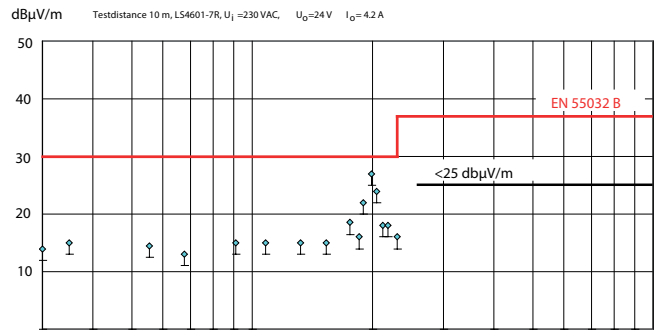 dBµV/m
Testdistance 10 m, LS4601-7R, Ui =230 VAC, Uo=24 V Io= 4.2 A
50
40
EN 55032 B
30
<25 dbµV/m
20
10